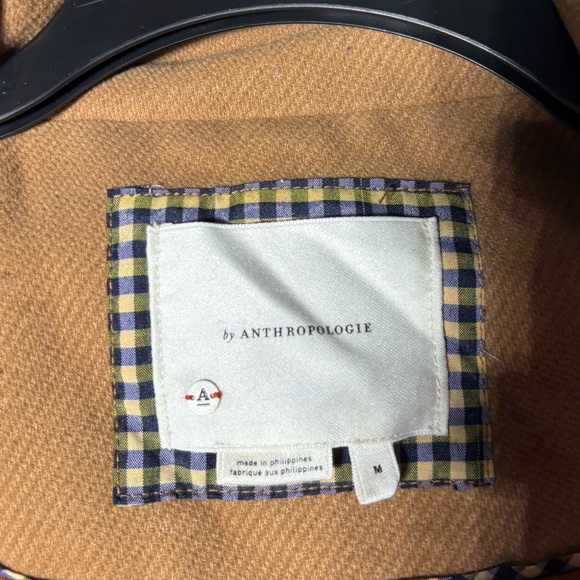 by ANTHROPOLOGIE
A
made in philippines
fabriqué aux philippines
M